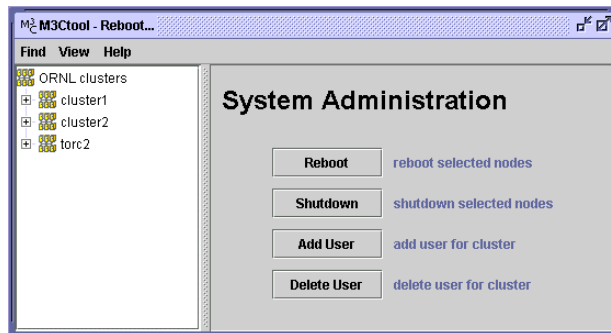 M3C M3Ctool - Reboot...
Find View Help
ORNL clusters
cluster1
cluster2
torc2
System Administration
Reboot reboot selected nodes
Shutdown shutdown selected nodes
Add User add user for cluster
Delete User delete user for cluster